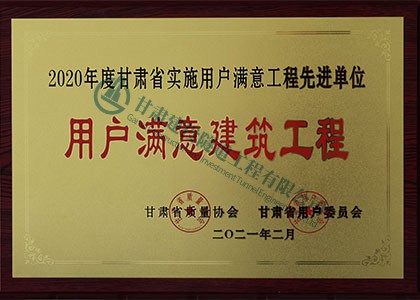 2020年度甘肃省实施用户满意工程先进单位
用户满意建筑工程
甘肃省质量协会 甘肃省用户委员会
二〇二一年二月